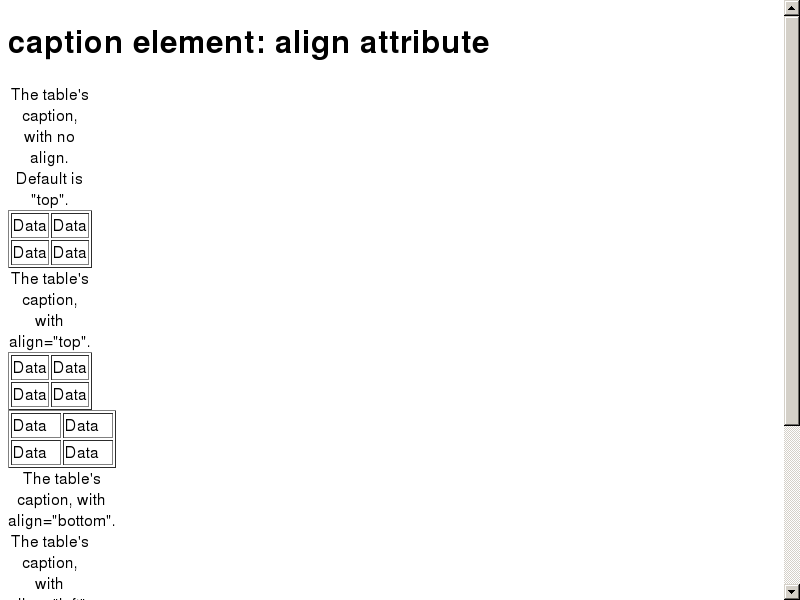 caption element: align attribute
The table's
caption,
with no
align.
Default is
"top".
Data Data
Data Data
The table's
caption,
with
align="top".
Data Data
Data Data
Data Data
Data Data
The table's
caption, with
align="bottom".
The table's
caption,
with